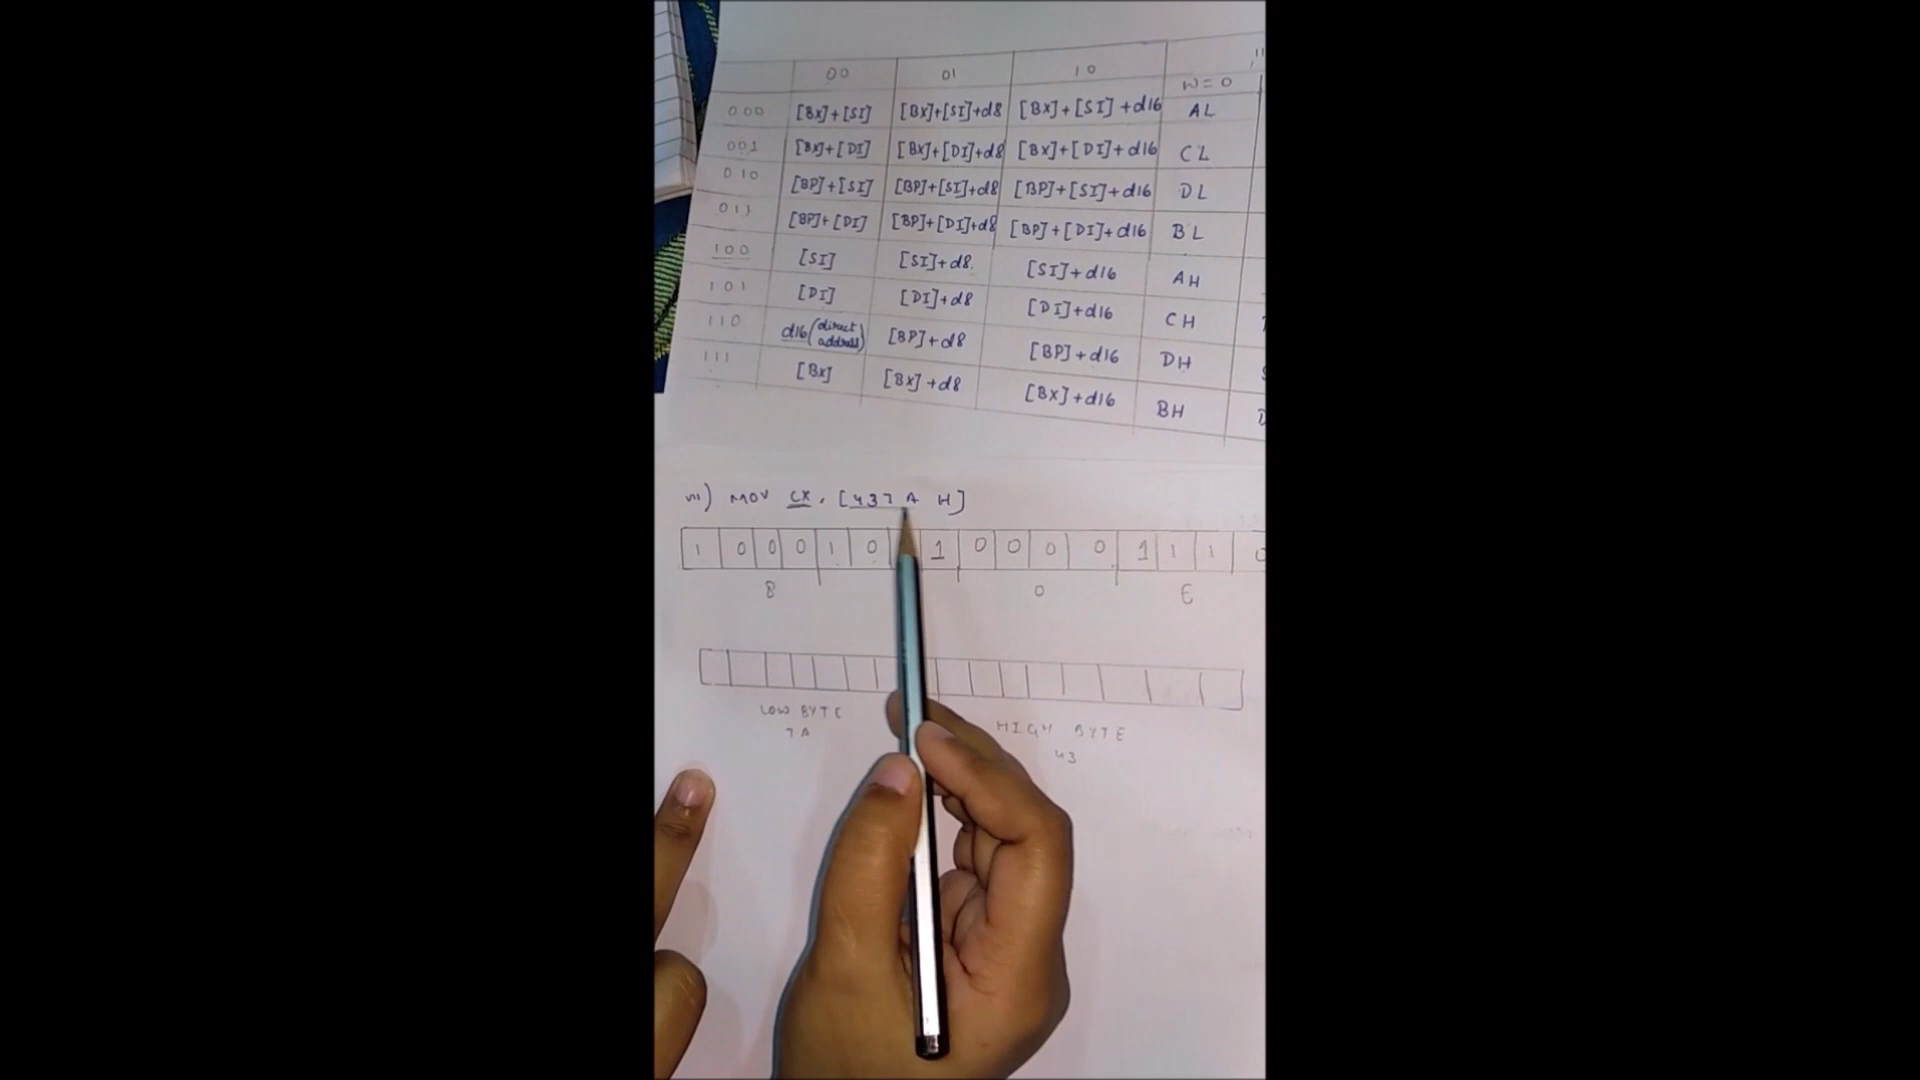 00 01 10 11
W=0
000 [BX]+[SI] [BX]+[SI]+d8 [BX]+[SI]+d16 AL
001 [BX]+[DI] [BX]+[DI]+d8 [BX]+[DI]+d16 CL
010 [BP]+[SI] [BP]+[SI]+d8 [BP]+[SI]+d16 DL
011 [BP]+[DI] [BP]+[DI]+d8 [BP]+[DI]+d16 BL
100 [SI] [SI]+d8 [SI]+d16 AH
101 [DI] [DI]+d8 [DI]+d16 CH
110 d16(direct address) [BP]+d8 [BP]+d16 DH
111 [BX] [BX]+d8 [BX]+d16 BH
MOV CX, [437A H]
1 0 0 0 1 0 1 0 0 0 0 1 1 1 0
8 0 E
LOW BYTE HIGH BYTE
7A 43